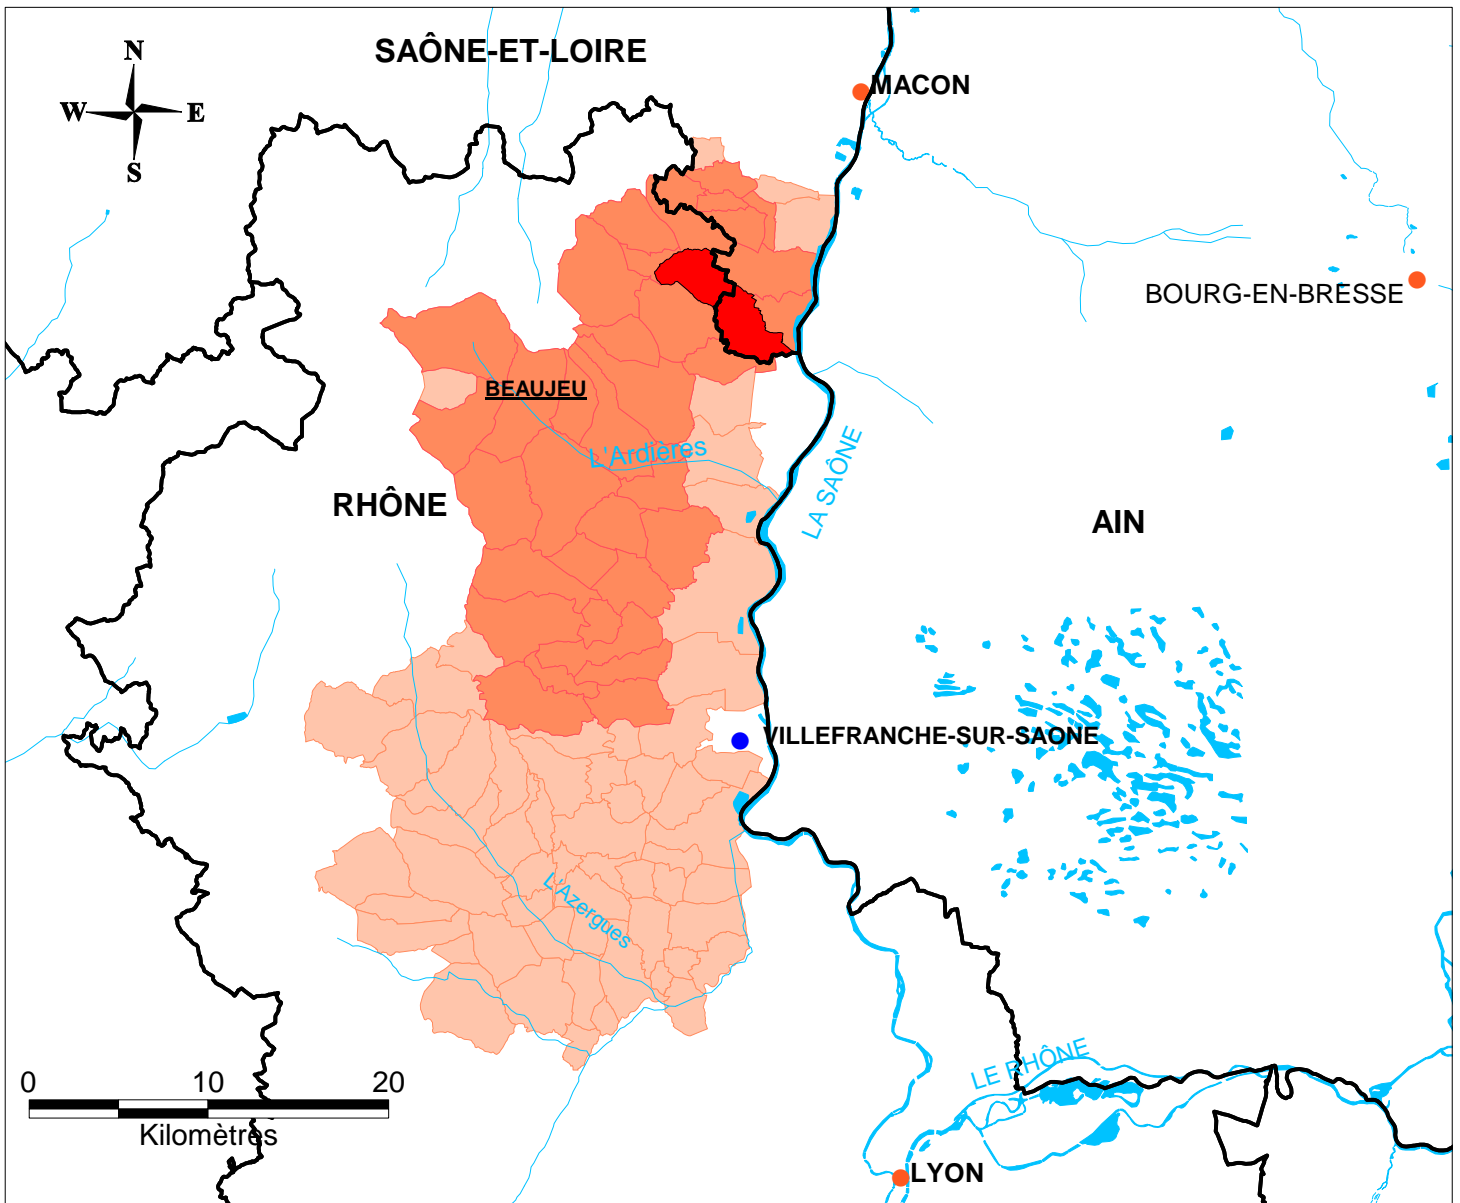 SAÔNE-ET-LOIRE
N
W E
S
MACON
BOURG-EN-BRESSE
BEAUJEU
L'Ardières
LA SAÔNE
RHÔNE
AIN
VILLEFRANCHE-SUR-SAONE
L'Azergues
LE RHÔNE
0 10 20
Kilomètres
LYON